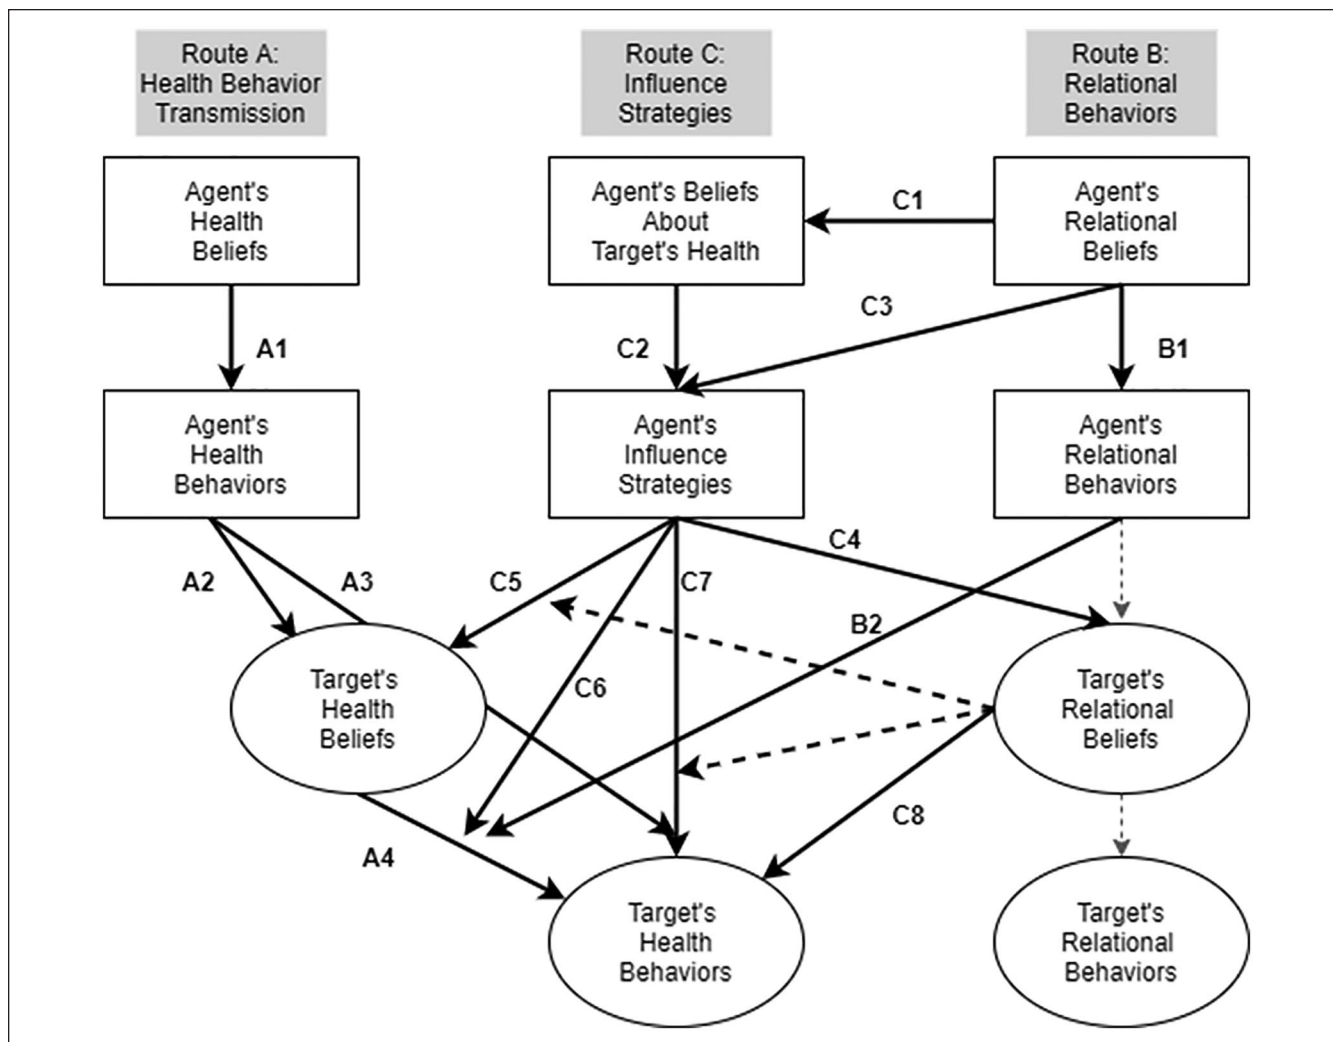 Route A:
Health Behavior
Transmission
Route C:
Influence
Strategies
Route B:
Relational
Behaviors
Agent's
Health
Beliefs
Agent's Beliefs
About
Target's Health
C1
Agent's
Relational
Beliefs
A1
C2
C3
B1
Agent's
Health
Behaviors
Agent's
Influence
Strategies
Agent's
Relational
Behaviors
A2
A3
C5
C7
C4
B2
C6
Target's
Health
Beliefs
Target's
Relational
Beliefs
A4
C8
Target's
Health
Behaviors
Target's
Relational
Behaviors